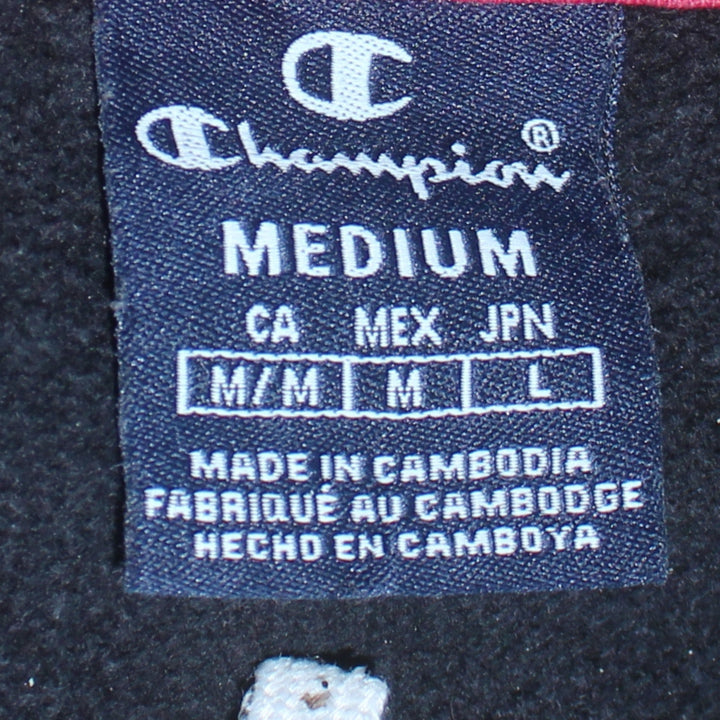 C
Champion®
MEDIUM
CA MEX JPN
M/M M L
MADE IN CAMBODIA
FABRIQUÉ AU CAMBODGE
HECHO EN CAMBOYA